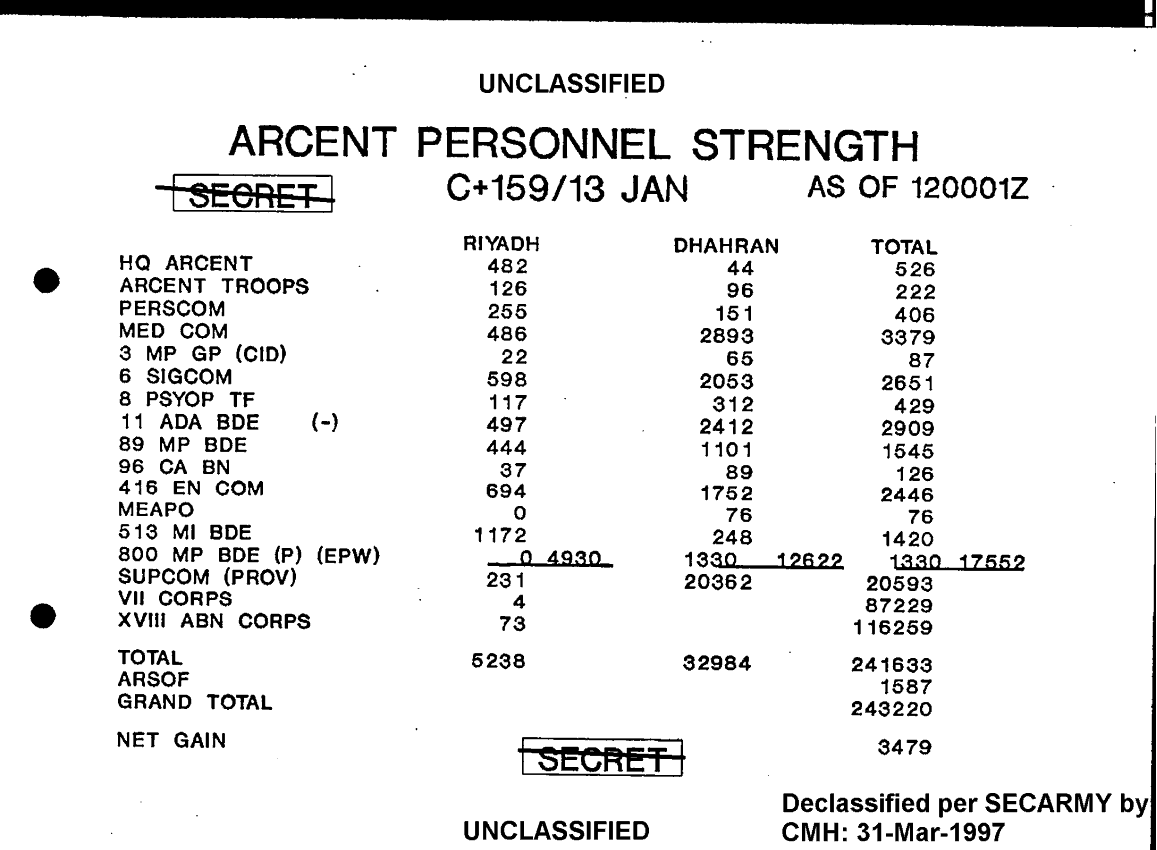 UNCLASSIFIED
ARCENT PERSONNEL STRENGTH
SECRET C+159/13 JAN AS OF 120001Z
RIYADH DHAHRAN TOTAL
HQ ARCENT 482 44 526
ARCENT TROOPS 126 96 222
PERSCOM 255 151 406
MED COM 486 2893 3379
3 MP GP (CID) 22 65 87
6 SIGCOM 598 2053 2651
8 PSYOP TF 117 312 429
11 ADA BDE (-) 497 2412 2909
89 MP BDE 444 1101 1545
96 CA BN 37 89 126
416 EN COM 694 1752 2446
MEAPO 0 76 76
513 MI BDE 1172 248 1420
800 MP BDE (P) (EPW) 0 4930 1330 12622 1330 17552
SUPCOM (PROV) 231 20362 20593
VII CORPS 4 87229
XVIII ABN CORPS 73 116259
TOTAL 5238 32984 241633
ARSOF 1587
GRAND TOTAL 243220
NET GAIN 3479
SECRET
UNCLASSIFIED
Declassified per SECARMY by
CMH: 31-Mar-1997